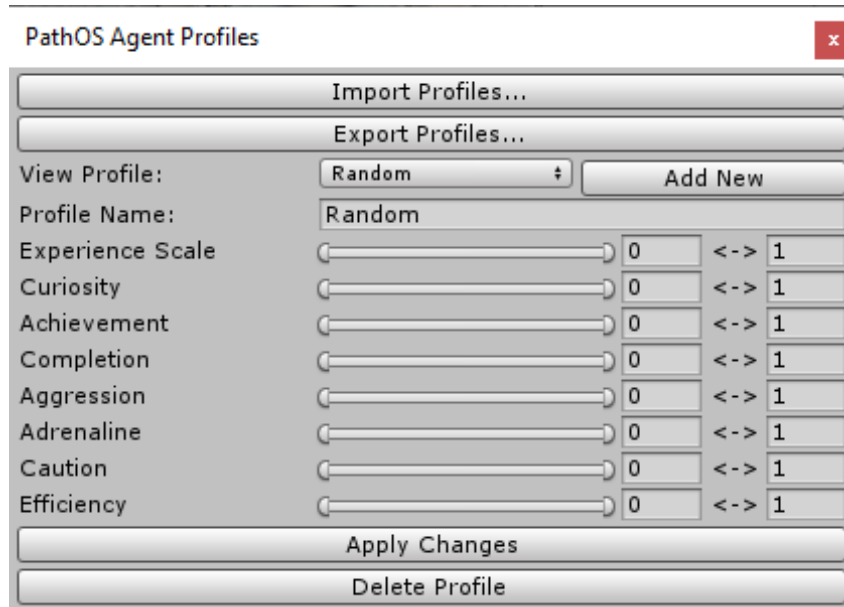 PathOS Agent Profiles
x
Import Profiles...
Export Profiles...
View Profile: Random Add New
Profile Name: Random
Experience Scale 0 <-> 1
Curiosity 0 <-> 1
Achievement 0 <-> 1
Completion 0 <-> 1
Aggression 0 <-> 1
Adrenaline 0 <-> 1
Caution 0 <-> 1
Efficiency 0 <-> 1
Apply Changes
Delete Profile